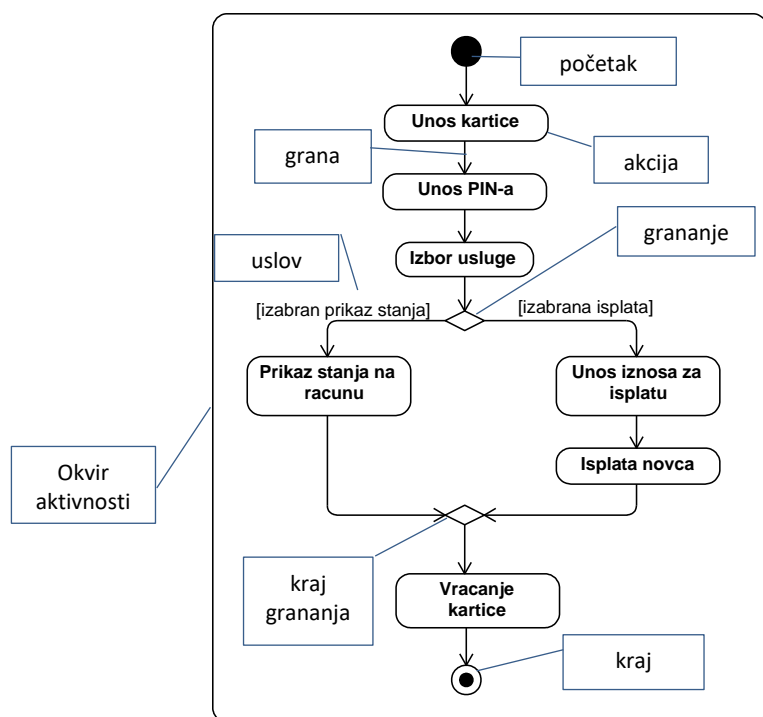 početak
Unos kartice
grana
akcija
Unos PIN-a
grananje
uslov
Izbor usluge
[izabran prikaz stanja]
[izabrana isplata]
Prikaz stanja na
racunu
Unos iznosa za
isplatu
Okvir
aktivnosti
Isplata novca
kraj
grananja
Vracanje
kartice
kraj